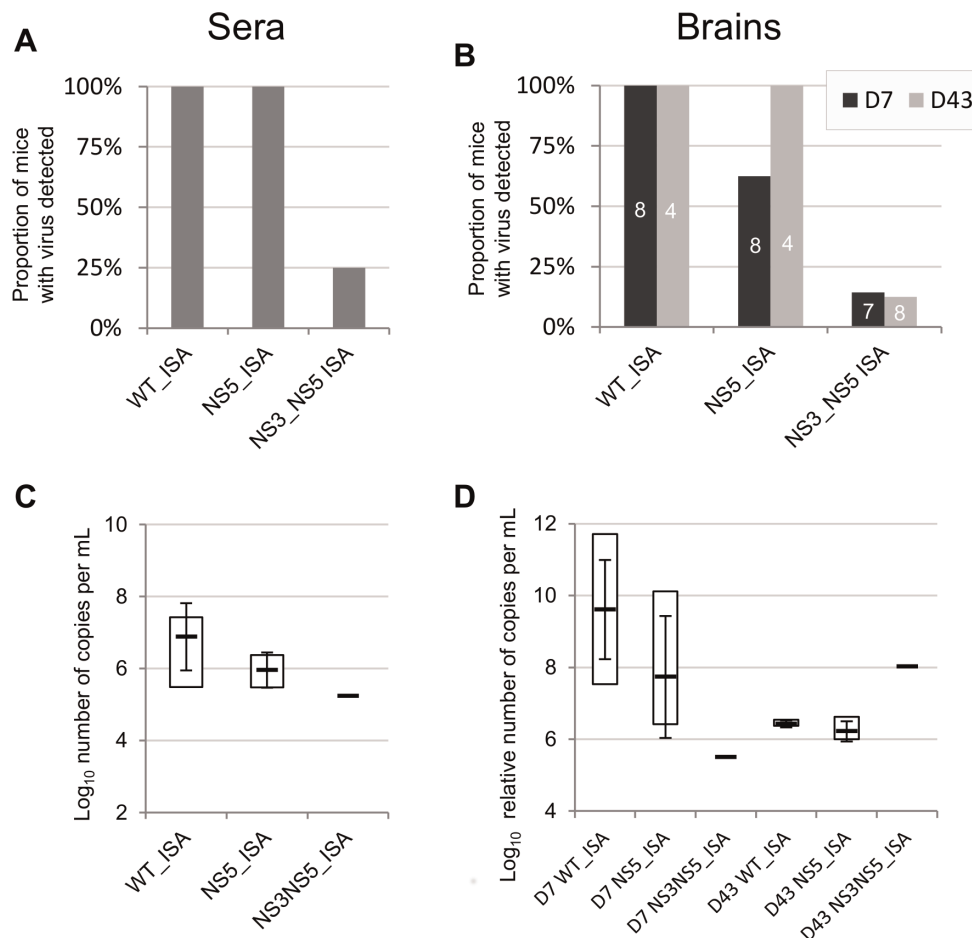 A
Sera
Proportion of mice
with virus detected
100%
75%
50%
25%
0%
WT_ISA
NS5_ISA
NS3_NS5 ISA
B
Brains
Proportion of mice
with virus detected
100%
75%
50%
25%
0%
D7 D43
8 4
8 4
7 8
WT_ISA
NS5_ISA
NS3_NS5 ISA
C
Log10 number of copies per mL
10
8
6
4
2
WT_ISA
NS5_ISA
NS3NS5_ISA
D
Log10 relative number of copies per mL
12
10
8
6
4
D7 WT_ISA
D7 NS5_ISA
D7 NS3NS5_ISA
D43 WT_ISA
D43 NS5_ISA
D43 NS3NS5_ISA